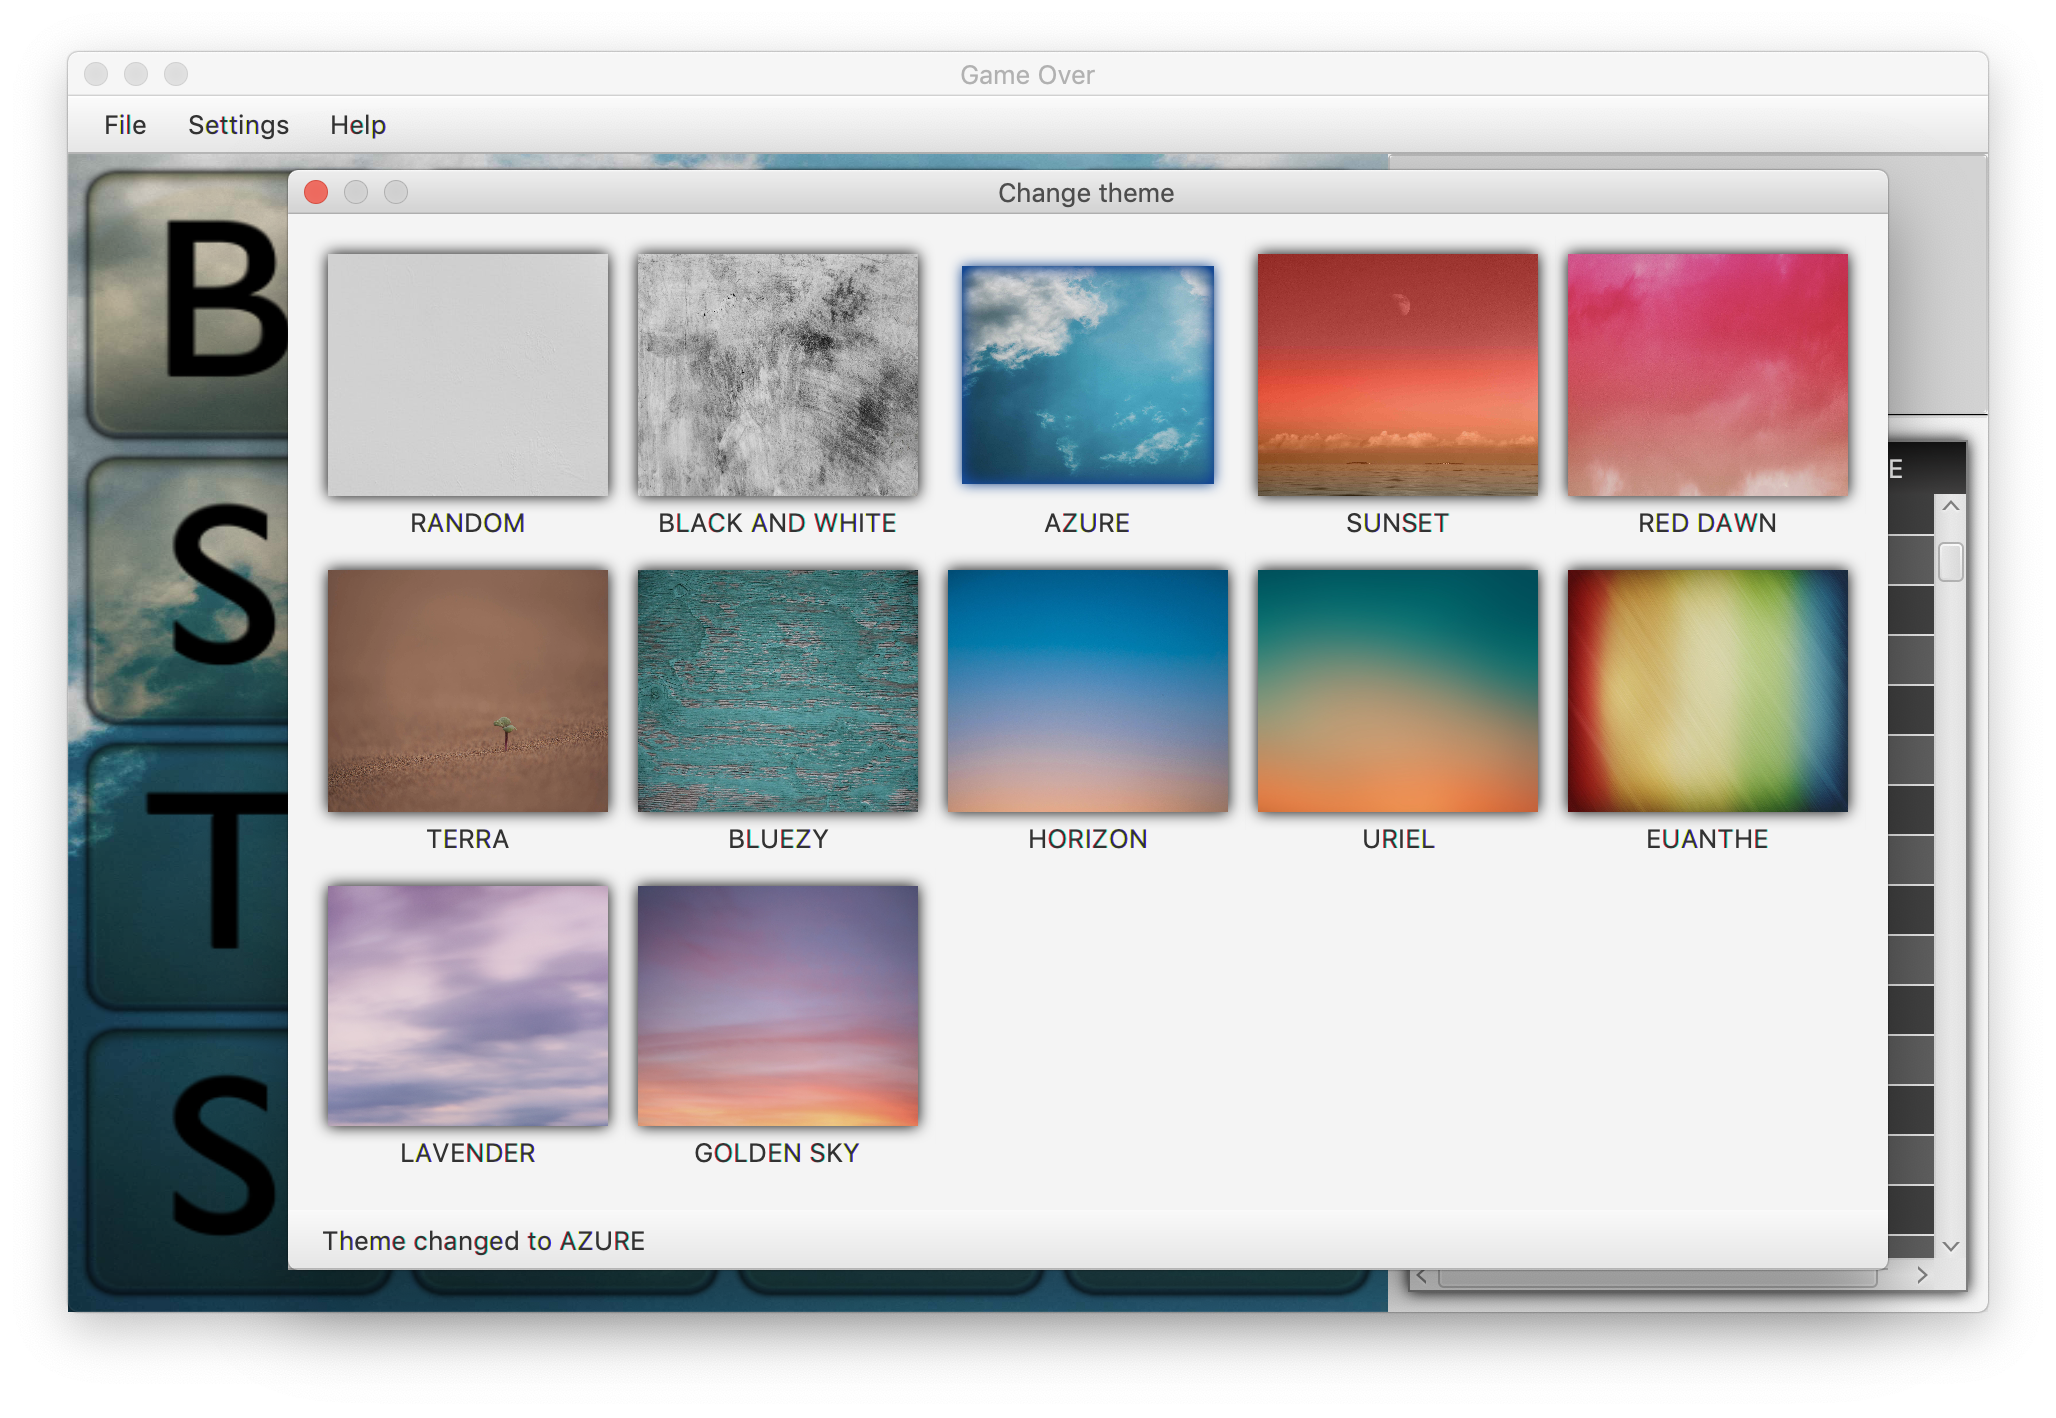 Game Over
File Settings Help
Change theme
B
S
T
S
E
RANDOM BLACK AND WHITE AZURE SUNSET RED DAWN
TERRA BLUEZY HORIZON URIEL EUANTHE
LAVENDER GOLDEN SKY
Theme changed to AZURE